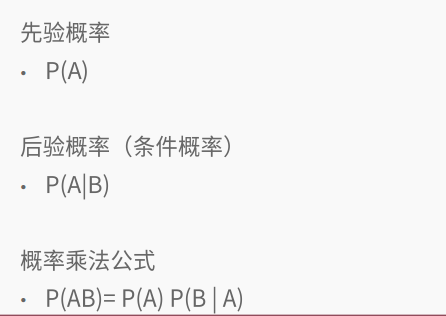 先验概率
• P(A)
后验概率（条件概率）
• P(A|B)
概率乘法公式
• P(AB)= P(A) P(B | A)